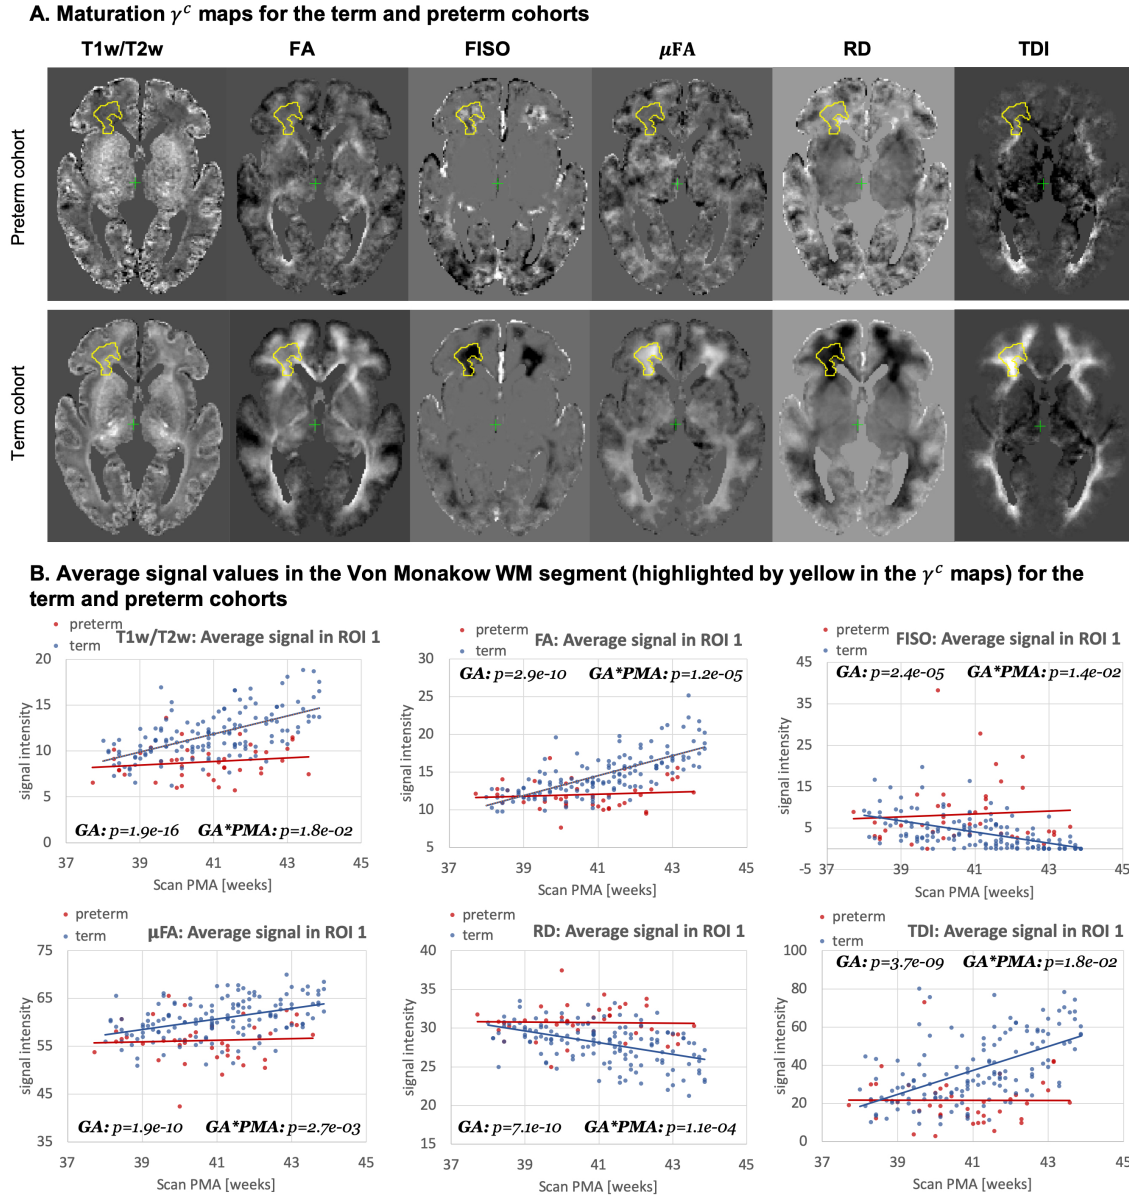 A. Maturation γᶜ maps for the term and preterm cohorts
T1w/T2w FA FISO μFA RD TDI
Preterm cohort
Term cohort
B. Average signal values in the Von Monakow WM segment (highlighted by yellow in the γᶜ maps) for the
term and preterm cohorts
preterm
term
T1w/T2w: Average signal in ROI 1
signal intensity
20
15
10
5
0
GA: p=1.9e-16 GA*PMA: p=1.8e-02
37 39 41 43 45
Scan PMA [weeks]
preterm
term
FA: Average signal in ROI 1
GA: p=2.9e-10 GA*PMA: p=1.2e-05
signal intensity
30
25
20
15
10
5
37 39 41 43 45
Scan PMA [weeks]
preterm
term
FISO: Average signal in ROI 1
GA: p=2.4e-05 GA*PMA: p=1.4e-02
signal intensity
45
35
25
15
5
-5
37 39 41 43 45
Scan PMA [weeks]
preterm
term
μFA: Average signal in ROI 1
signal intensity
75
65
55
45
35
GA: p=1.9e-10 GA*PMA: p=2.7e-03
37 39 41 43 45
Scan PMA [weeks]
preterm
term
RD: Average signal in ROI 1
signal intensity
40
35
30
25
20
15
GA: p=7.1e-10 GA*PMA: p=1.1e-04
37 39 41 43 45
Scan PMA [weeks]
preterm
term
TDI: Average signal in ROI 1
GA: p=3.7e-09 GA*PMA: p=1.8e-02
signal intensity
100
80
60
40
20
0
37 39 41 43 45
Scan PMA [weeks]